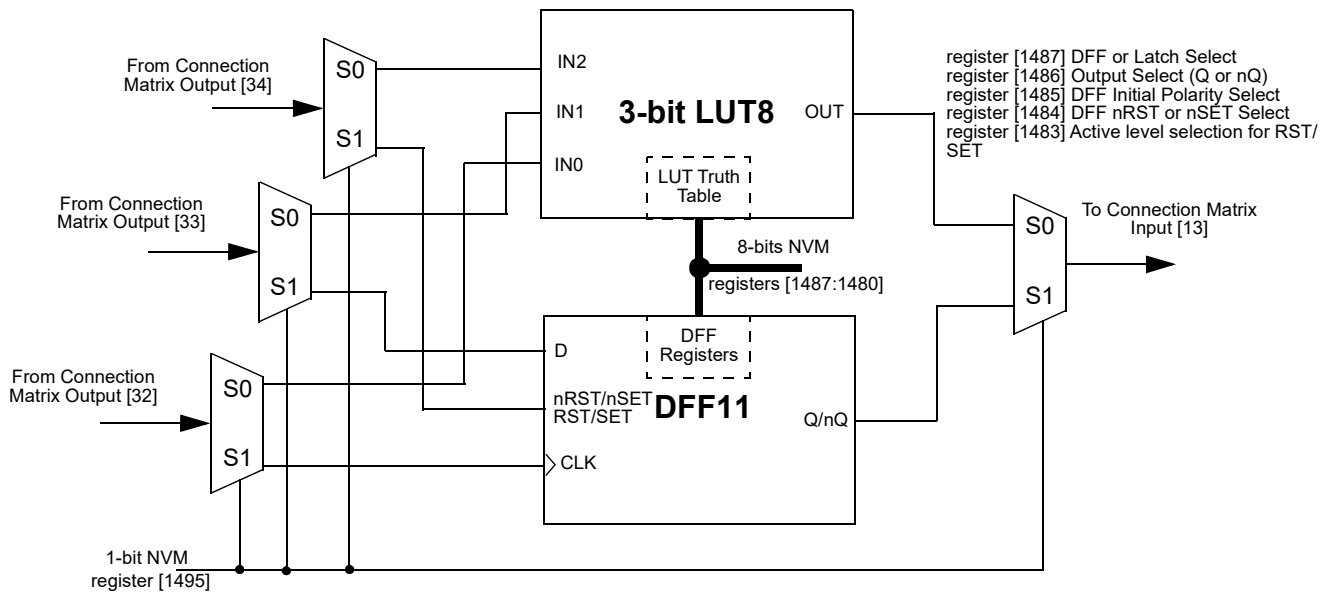 From Connection
Matrix Output [34]
S0
S1
IN2
IN1
IN0
3-bit LUT8
OUT
LUT Truth
Table
register [1487] DFF or Latch Select
register [1486] Output Select (Q or nQ)
register [1485] DFF Initial Polarity Select
register [1484] DFF nRST or nSET Select
register [1483] Active level selection for RST/
SET
From Connection
Matrix Output [33]
S0
S1
8-bits NVM
registers [1487:1480]
S0
S1
To Connection Matrix
Input [13]
From Connection
Matrix Output [32]
S0
S1
DFF
Registers
D
nRST/nSET
RST/SET
DFF11
Q/nQ
CLK
1-bit NVM
register [1495]